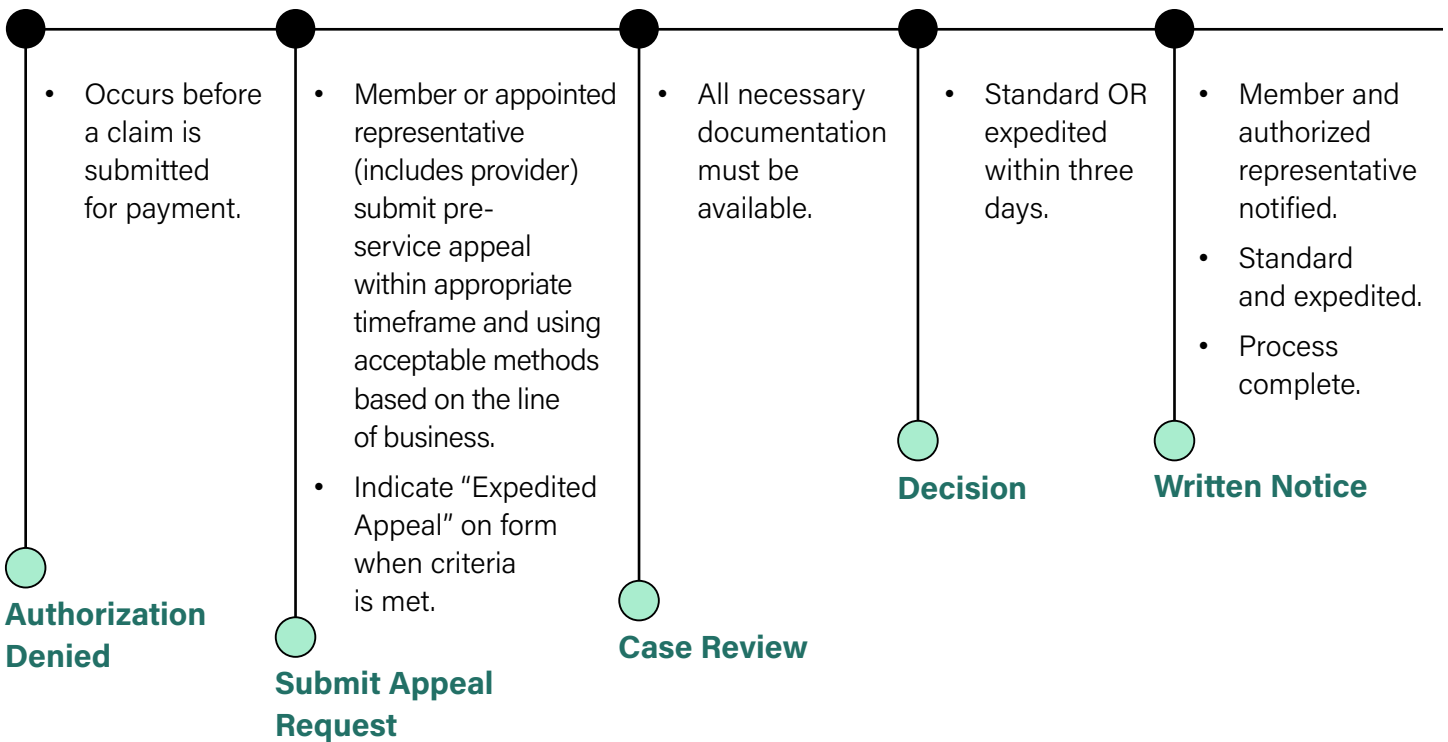 • Occurs before
a claim is
submitted
for payment.
Authorization
Denied
• Member or appointed
representative
(includes provider)
submit pre-
service appeal
within appropriate
timeframe and using
acceptable methods
based on the line
of business.
• Indicate “Expedited
Appeal” on form
when criteria
is met.
Submit Appeal
Request
• All necessary
documentation
must be
available.
Case Review
• Standard OR
expedited
within three
days.
Decision
• Member and
authorized
representative
notified.
• Standard
and expedited.
• Process
complete.
Written Notice